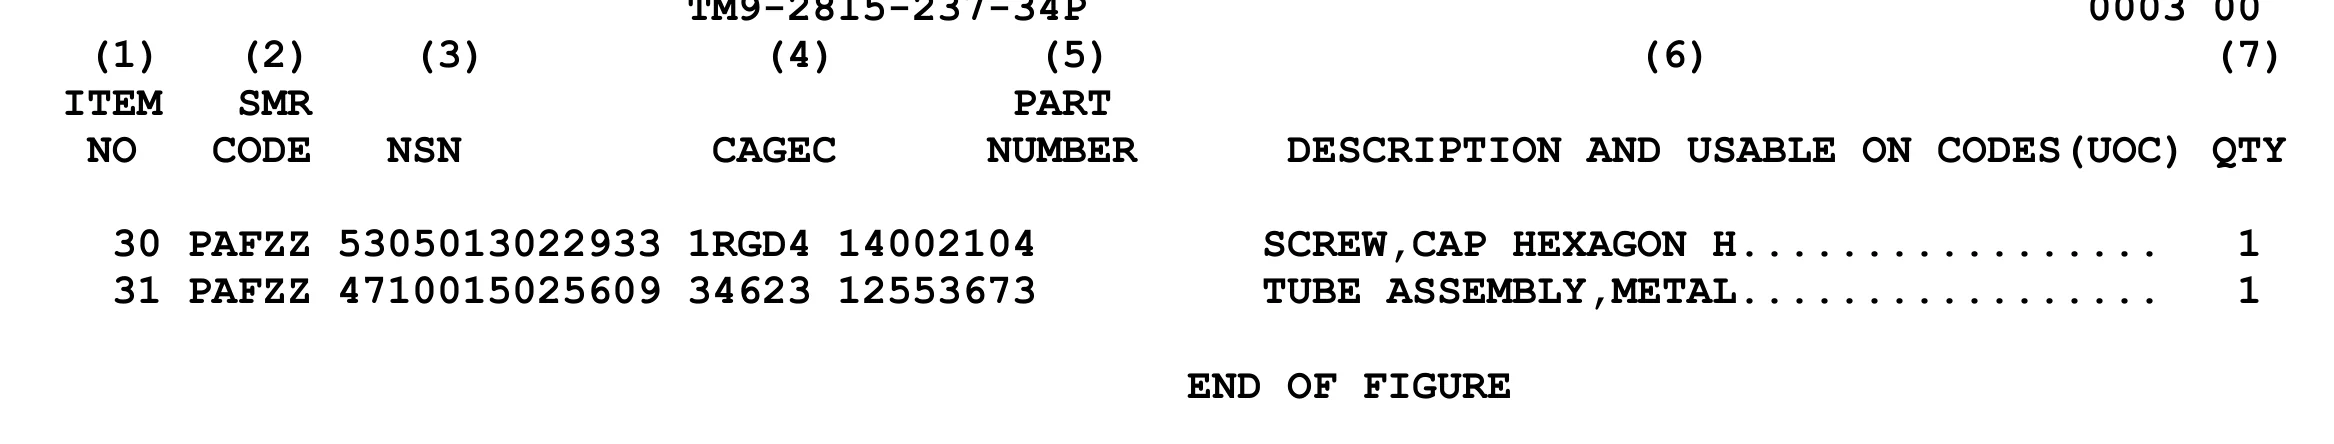 TM9-2815-237-34P 0003 00
(1) (2) (3) (4) (5) (6) (7)
ITEM SMR PART
NO CODE NSN CAGEC NUMBER DESCRIPTION AND USABLE ON CODES(UOC) QTY
30 PAFZZ 5305013022933 1RGD4 14002104 SCREW,CAP HEXAGON H................. 1
31 PAFZZ 4710015025609 34623 12553673 TUBE ASSEMBLY,METAL................. 1
END OF FIGURE